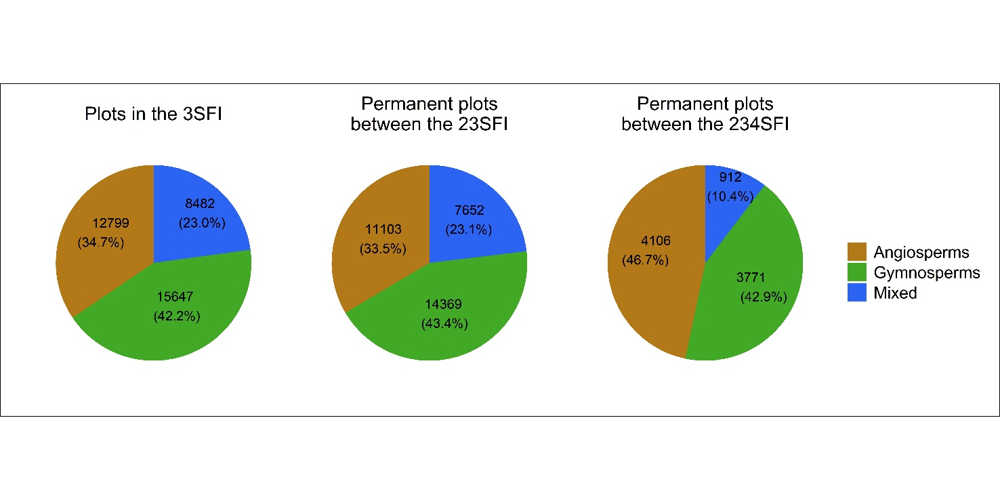 Plots in the 3SFI
Permanent plots
between the 23SFI
Permanent plots
between the 234SFI
8482
(23.0%)
12799
(34.7%)
15647
(42.2%)
7652
(23.1%)
11103
(33.5%)
14369
(43.4%)
912
(10.4%)
4106
(46.7%)
3771
(42.9%)
Angiosperms
Gymnosperms
Mixed